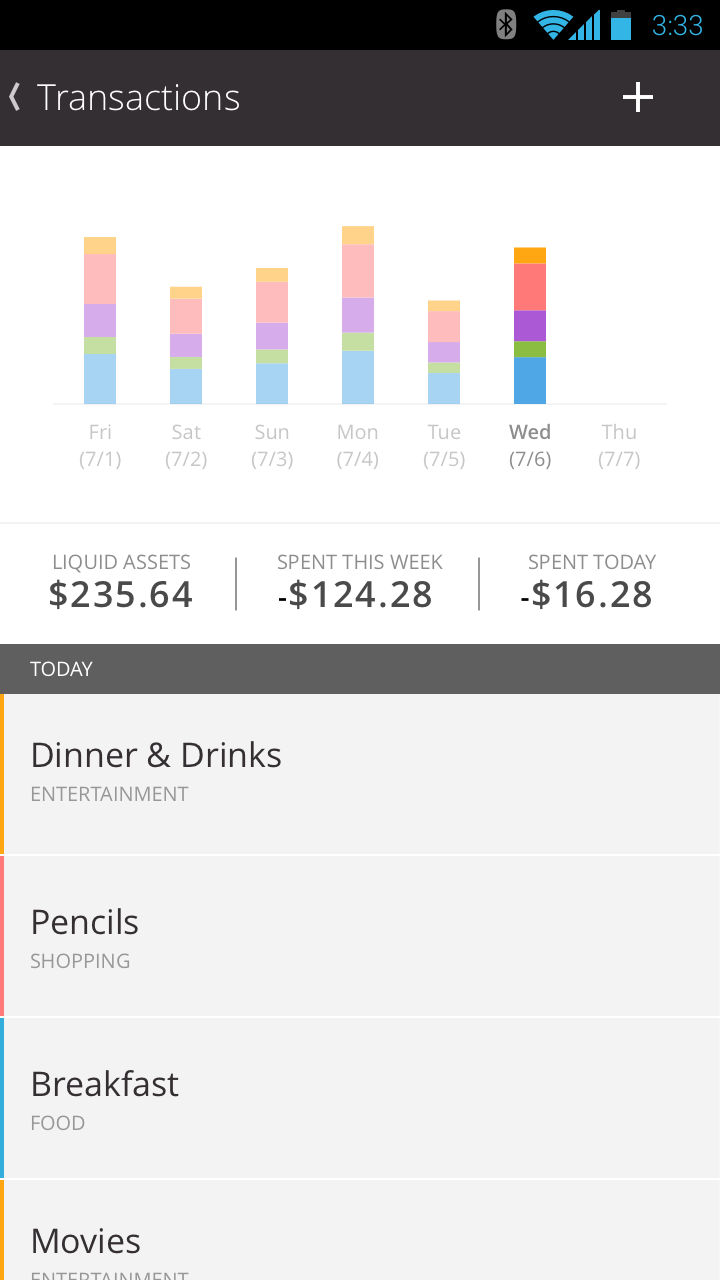 3:33
Transactions
Fri Sat Sun Mon Tue Wed Thu
(7/1) (7/2) (7/3) (7/4) (7/5) (7/6) (7/7)
LIQUID ASSETS SPENT THIS WEEK SPENT TODAY
$235.64 -$124.28 -$16.28
TODAY
Dinner & Drinks
ENTERTAINMENT
Pencils
SHOPPING
Breakfast
FOOD
Movies
ENTERTAINMENT